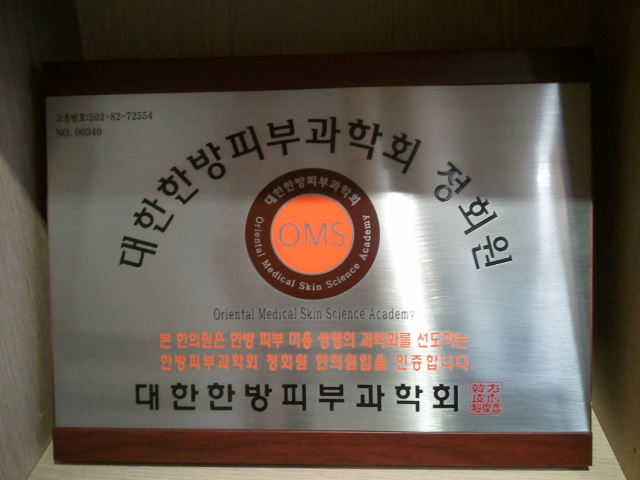 고유번호:502-82-72554
NO. 00340
대한한방피부과학회 정회원
대한한방피부과학회
OMS
Oriental Medical Skin Science Academy
Oriental Medical Skin Science Academy
본 한의원은 한방 피부 미용 성형의 과학화를 선도하는
한방피부과학회 정회원 한의원임을 인증합니다.
대한한방피부과학회